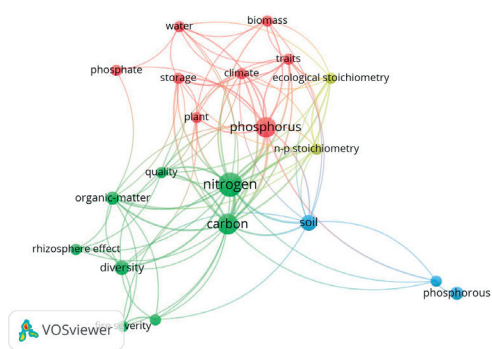 water
biomass
traits
phosphate
storage
climate
ecological stoichiometry
plant
phosphorus
n-p stoichiometry
quality
nitrogen
organic-matter
carbon
soil
rhizosphere effect
diversity
phosphorous
severity
VOSviewer